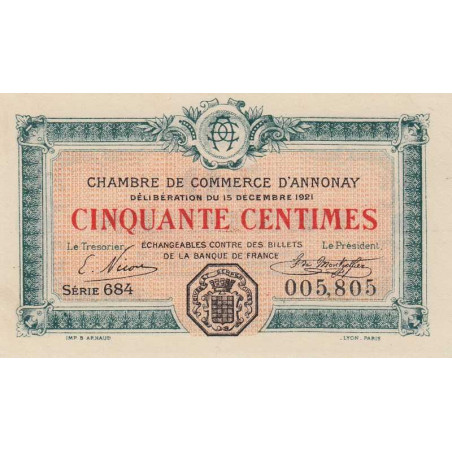 CHAMBRE DE COMMERCE D'ANNONAY
DÉLIBÉRATION DU 15 DÉCEMBRE 1921
CINQUANTE CENTIMES
Le Trésorier ÉCHANGEABLES CONTRE DES BILLETS Le Président
DE LA BANQUE DE FRANCE
SÉRIE 684 005,805
IMP. B. ARNAUD LYON. PARIS